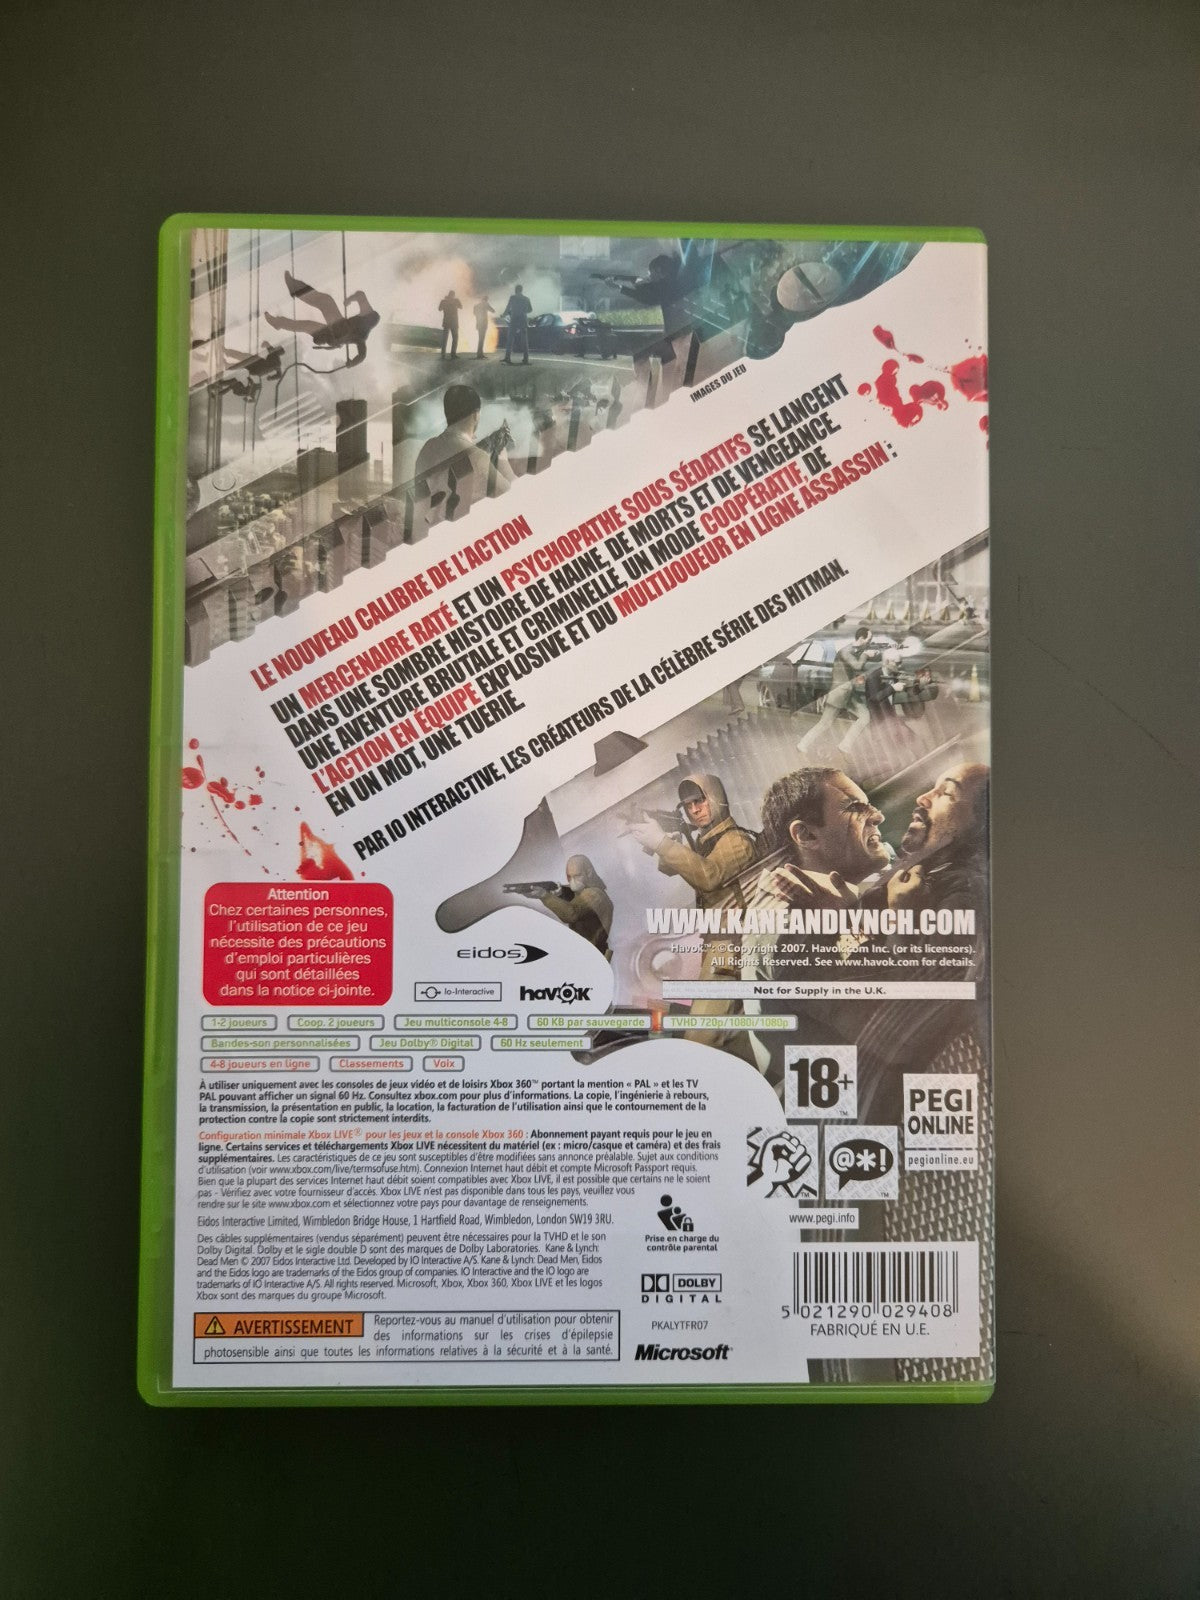 IMAGES DU JEU
LE NOUVEAU CALIBRE DE L'ACTION
UN MERCENAIRE RATÉ ET UN PSYCHOPATHE SOUS SÉDATIFS SE LANCENT
DANS UNE SOMBRE HISTOIRE DE HAINE, DE MORTS ET DE VENGEANCE.
UNE AVENTURE BRUTALE ET CRIMINELLE, UN MODE COOPÉRATIF, DE
L'ACTION EN ÉQUIPE EXPLOSIVE ET DU MULTIJOUEUR EN LIGNE ASSASSIN :
EN UN MOT, UNE TUERIE.
PAR IO INTERACTIVE, LES CRÉATEURS DE LA CÉLÈBRE SÉRIE DES HITMAN.
Attention
Chez certaines personnes,
l'utilisation de ce jeu
nécessite des précautions
d'emploi particulières
qui sont détaillées
dans la notice ci-jointe.
eidos
Io-Interactive
havok
WWW.KANEANDLYNCH.COM
Havok™: © Copyright 2007. Havok.com Inc. (or its licensors).
All Rights Reserved. See www.havok.com for details.
Not for Supply in the U.K.
1-2 joueurs
Coop. 2 joueurs
Jeu multiconsole 4-8
60 KB par sauvegarde
TVHD 720p/1080i/1080p
Bandes-son personnalisées
Jeu Dolby® Digital
60 Hz seulement
4-8 joueurs en ligne
Classements
Voix
À utiliser uniquement avec les consoles de jeux vidéo et de loisirs Xbox 360™ portant la mention « PAL » et les TV
PAL pouvant afficher un signal 60 Hz. Consultez xbox.com pour plus d'informations. La copie, l'ingénierie à rebours,
la transmission, la présentation en public, la location, la facturation de l'utilisation ainsi que le contournement de la
protection contre la copie sont strictement interdits.
Configuration minimale Xbox LIVE® pour les jeux et la console Xbox 360 : Abonnement payant requis pour le jeu en
ligne. Certains services et téléchargements Xbox LIVE nécessitent du matériel (ex : micro/casque et caméra) et des frais
supplémentaires. Les caractéristiques de ce jeu sont susceptibles d'être modifiées sans annonce préalable. Sujet aux conditions
d'utilisation (voir www.xbox.com/live/termsofuse.htm). Connexion Internet haut débit et compte Microsoft Passport requis.
Bien que la plupart des services Internet haut débit soient compatibles avec Xbox LIVE, il est possible que certains ne le soient
pas - Vérifiez avec votre fournisseur d'accès. Xbox LIVE n'est pas disponible dans tous les pays, veuillez vous
rendre sur le site www.xbox.com et sélectionnez votre pays pour davantage de renseignements.
Eidos Interactive Limited, Wimbledon Bridge House, 1 Hartfield Road, Wimbledon, London SW19 3RU.
Des câbles supplémentaires (vendus séparément) peuvent être nécessaires pour la TVHD et le son
Dolby Digital. Dolby et le sigle double D sont des marques de Dolby Laboratories. Kane & Lynch:
Dead Men © 2007 Eidos Interactive Ltd. Developed by IO Interactive A/S. Kane & Lynch: Dead Men, Eidos
and the Eidos logo are trademarks of the Eidos group of companies. IO Interactive and the IO logo are
trademarks of IO Interactive A/S. All rights reserved. Microsoft, Xbox, Xbox 360, Xbox LIVE et les logos
Xbox sont des marques du groupe Microsoft.
AVERTISSEMENT
Reportez-vous au manuel d'utilisation pour obtenir
des informations sur les crises d'épilepsie
photosensible ainsi que toutes les informations relatives à la sécurité et à la santé.
Prise en charge du
contrôle parental
DOLBY
DIGITAL
PKALYTFR07
Microsoft
18+
TM
@*!
TM
TM
PEGI
ONLINE
pegionline.eu
www.pegi.info
5 021290 029408
FABRIQUÉ EN U.E.